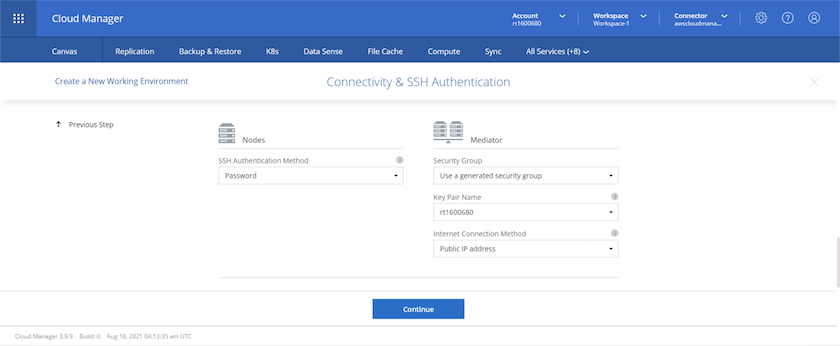 Cloud Manager
Account
rt1600680
Workspace
Workspace-1
Connector
awscloudmana...
Canvas
Replication
Backup & Restore
K8s
Data Sense
File Cache
Compute
Sync
All Services (+8)
Create a New Working Environment
Connectivity & SSH Authentication
Previous Step
Nodes
SSH Authentication Method
Password
Mediator
Security Group
Use a generated security group
Key Pair Name
rt1600680
Internet Connection Method
Public IP address
Continue
Cloud Manager 3.9.9 Build: 0 Aug 18, 2021 04:13:35 am UTC